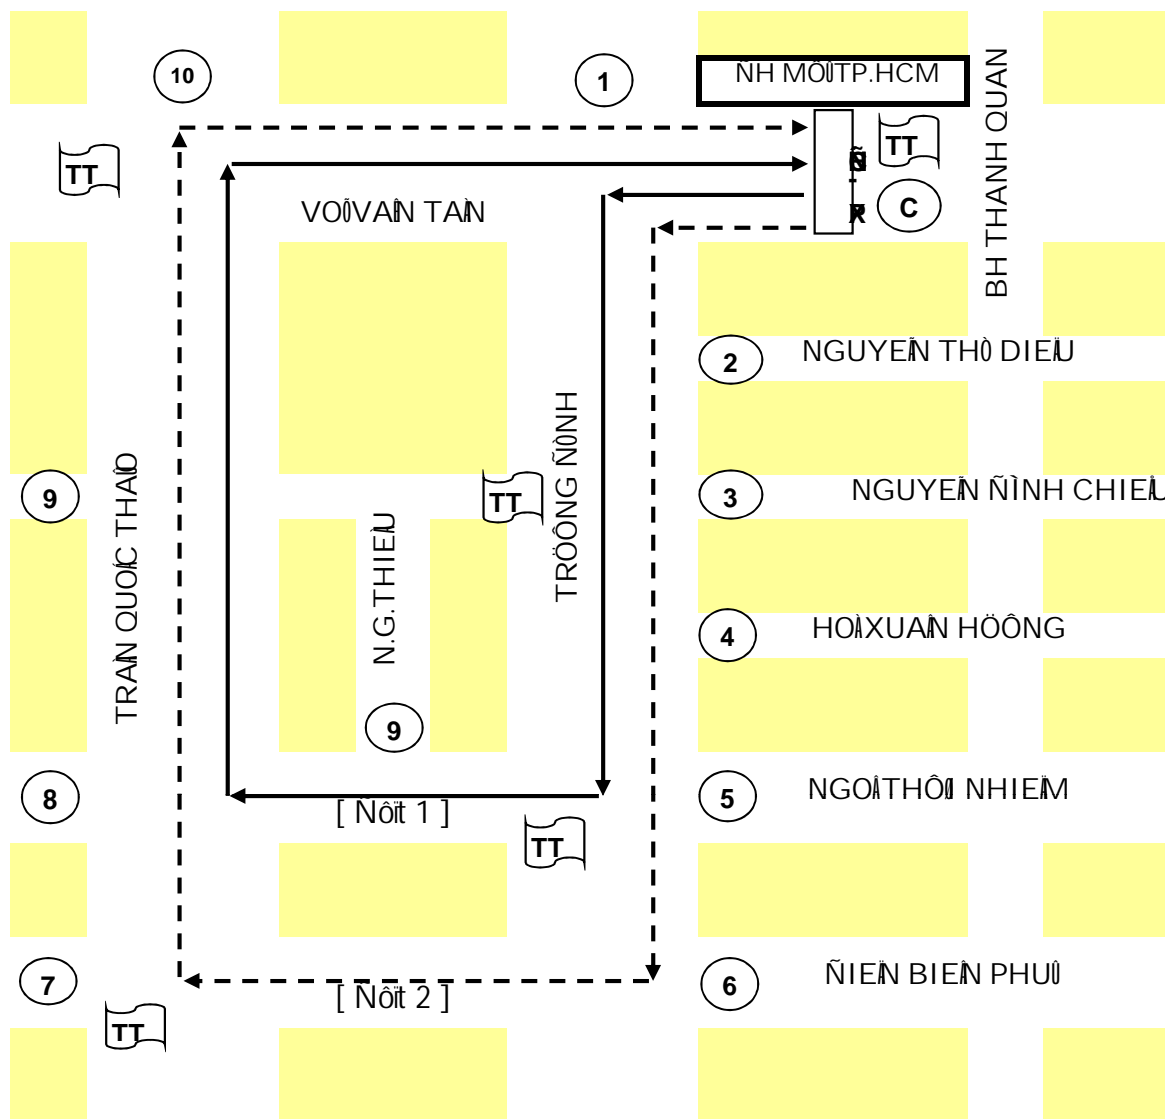 10
1
ÑH MÔÛ TP.HCM
BH THANH QUAN
TT
TT
C
VOÕ VAÊN TAÀN
2
NGUYEÃN THÒ DIEÄU
TRAÀN QUOÁC THAÛO
9
TT
TRÖÔNG ÑÒNH
3
NGUYEÃN ÑÌNH CHIEÅU
N.G.THIEÀU
4
HOÀ XUAÂN HÖÔNG
9
8
[ Ñôït 1 ]
5
NGOÂ THÔØI NHIEÄM
TT
7
[ Ñôït 2 ]
6
ÑIEÄN BIEÂN PHUÛ
TT